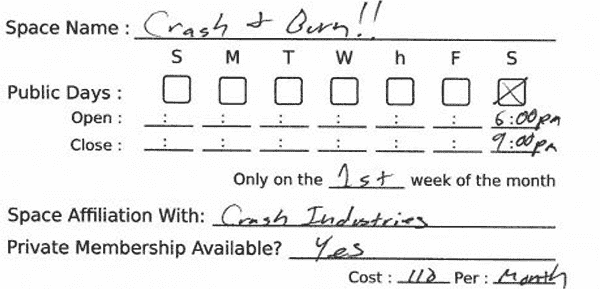 Space Name : Crash & Burn!!
S M T W h F S
Public Days : ☐ ☐ ☐ ☐ ☐ ☐ ☒
Open : : : : : : : 6:00pm
Close : : : : : : : 9:00pm
Only on the 1st week of the month
Space Affiliation With: Crash Industries
Private Membership Available? Yes
Cost : 110 Per : Month